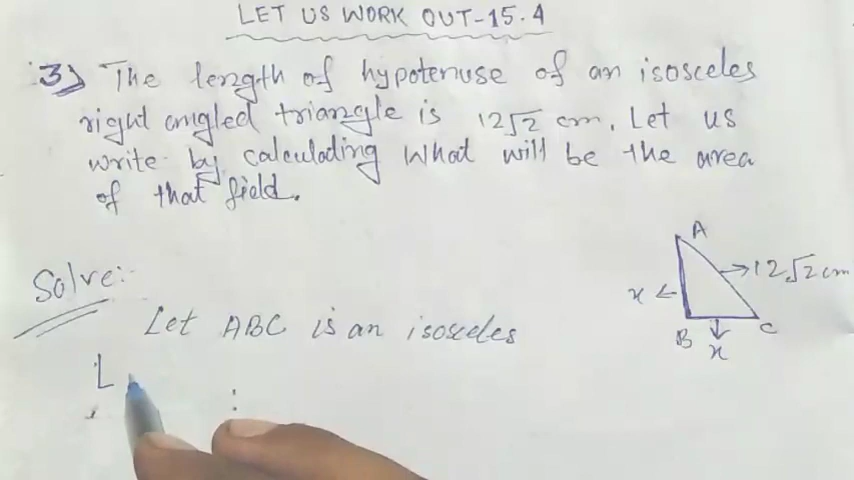 LET US WORK OUT-15.4
3) The length of hypotenuse of an isosceles
right angled triangle is 12√2 cm. Let us
write by calculating What will be the area
of that field.
Solve:-
Let ABC is an isosceles
L
A
12√2 cm
x
B
x
C